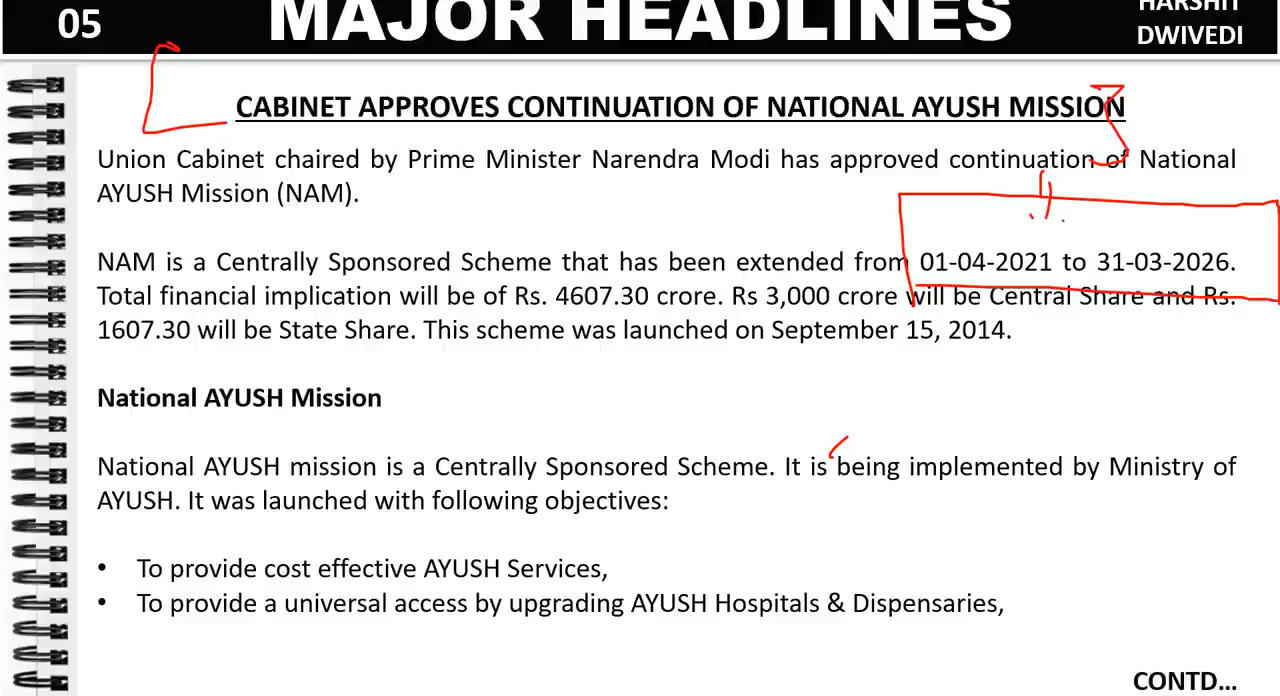 05
MAJOR HEADLINES
HARSHIT
DWIVEDI
CABINET APPROVES CONTINUATION OF NATIONAL AYUSH MISSION
Union Cabinet chaired by Prime Minister Narendra Modi has approved continuation of National
AYUSH Mission (NAM).
NAM is a Centrally Sponsored Scheme that has been extended from 01-04-2021 to 31-03-2026.
Total financial implication will be of Rs. 4607.30 crore. Rs 3,000 crore will be Central Share and Rs.
1607.30 will be State Share. This scheme was launched on September 15, 2014.
National AYUSH Mission
National AYUSH mission is a Centrally Sponsored Scheme. It is being implemented by Ministry of
AYUSH. It was launched with following objectives:
• To provide cost effective AYUSH Services,
• To provide a universal access by upgrading AYUSH Hospitals & Dispensaries,
CONTD...